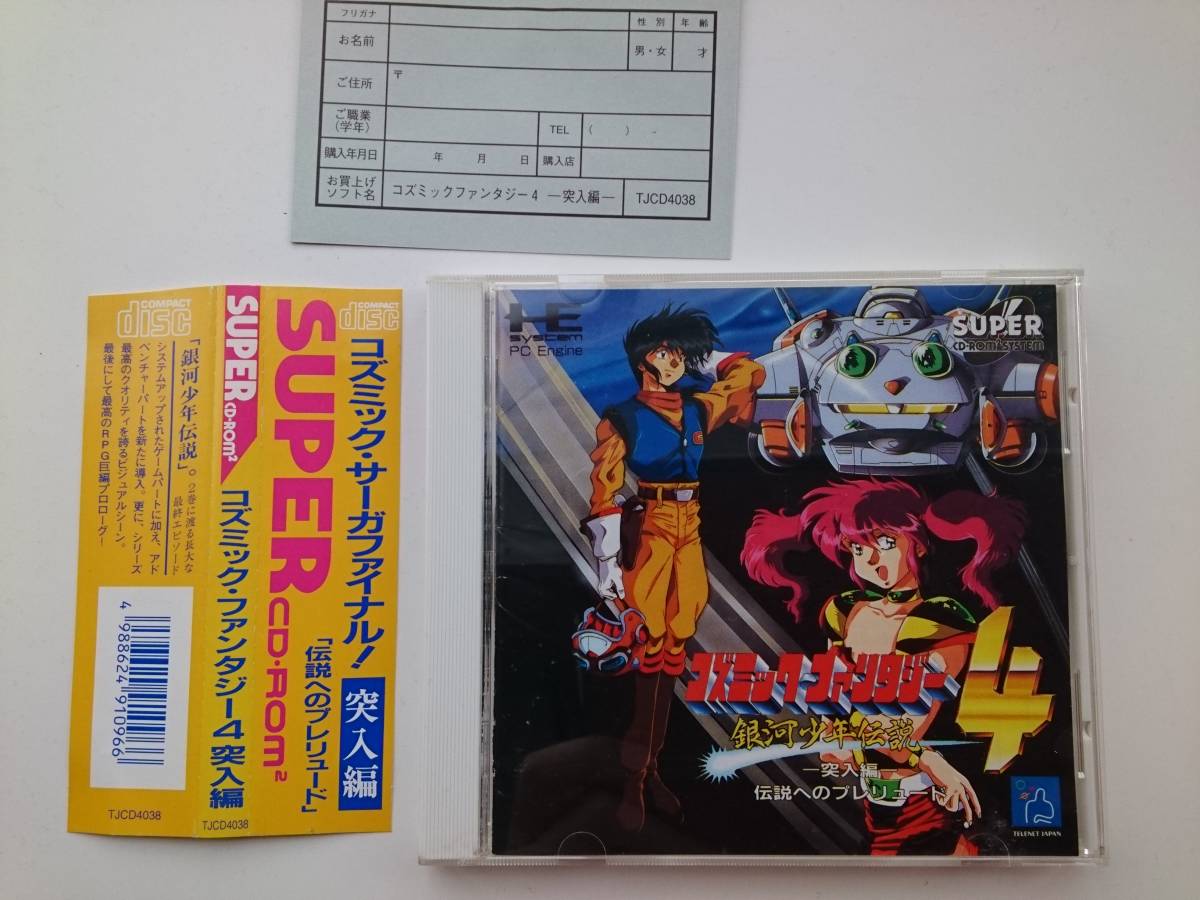 フリガナ
性別
年齢
お名前
男・女
才
ご住所
〒
ご職業
(学年)
TEL
(　　)　-
購入年月日
年　月　日
購入店
お買上げ
ソフト名
コズミックファンタジー4 ―突入編―
TJCD4038
COMPACT
disc
「銀河少年伝説」。2巻に渡る長大な
最終エピソード
システムアップされたゲームパートに加え、アド
ベンチャーパートを新たに導入。更に、シリーズ
最高のクオリティを誇るビジュアルシーン。
最後にして最高のRPG巨編プロローグ!
4 988624 910966
TJCD4038
SUPER
CD-ROM²
コズミック・ファンタジー4 突入編
TJCD4038
COMPACT
disc
SUPER
CD-ROM²
コズミック・サーガファイナル!
突入編
「伝説へのプレリュード」
HE
system
PC Engine
SUPER
CD-ROM² SYSTEM
コズミックファンタジー
4
銀河少年伝説
―突入編―
伝説へのプレリュード
TELENET JAPAN